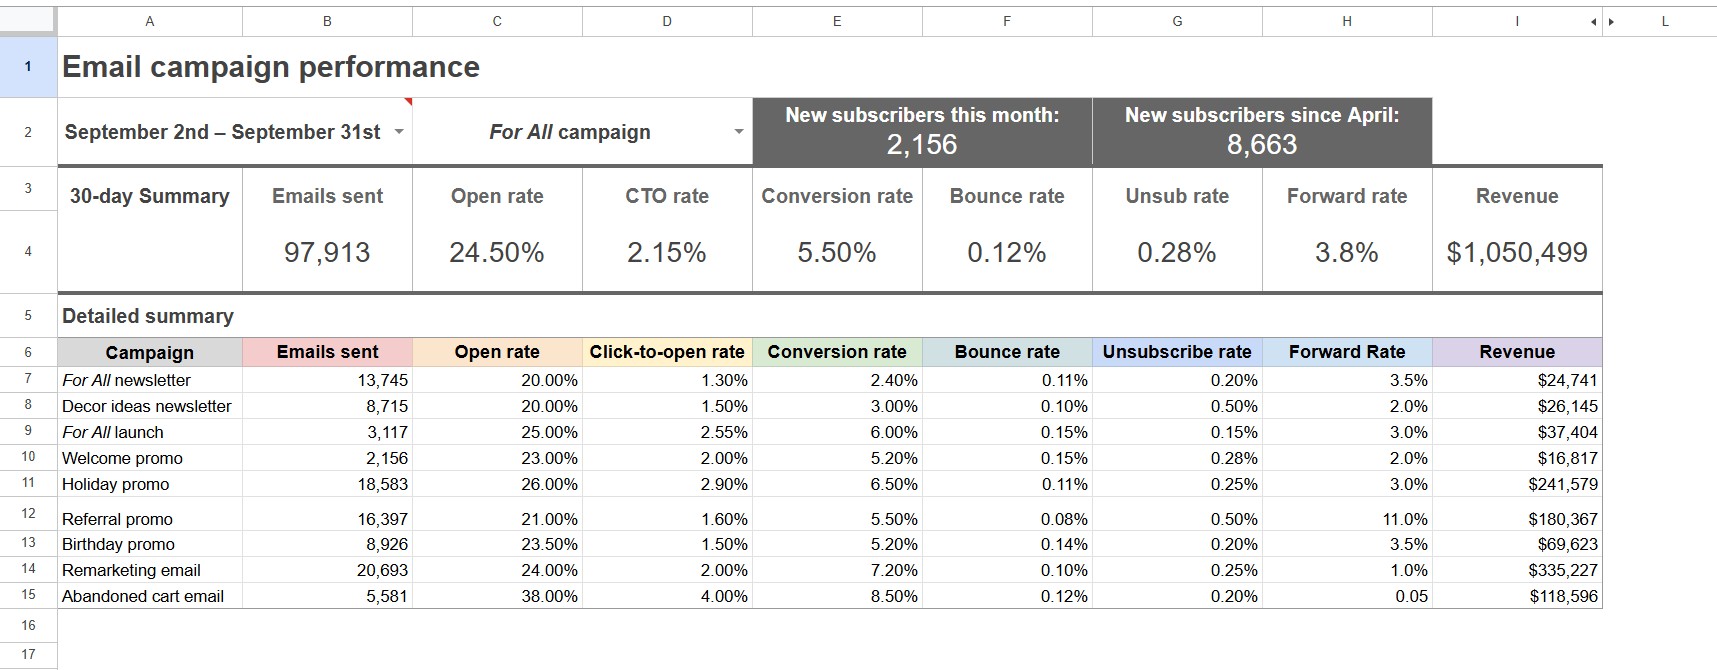 A B C D E F G H I L
1 Email campaign performance
2 September 2nd – September 31st For All campaign New subscribers this month: 2,156 New subscribers since April: 8,663
3 30-day Summary Emails sent Open rate CTO rate Conversion rate Bounce rate Unsub rate Forward rate Revenue
4 97,913 24.50% 2.15% 5.50% 0.12% 0.28% 3.8% $1,050,499
5 Detailed summary
6 Campaign Emails sent Open rate Click-to-open rate Conversion rate Bounce rate Unsubscribe rate Forward Rate Revenue
7 For All newsletter 13,745 20.00% 1.30% 2.40% 0.11% 0.20% 3.5% $24,741
8 Decor ideas newsletter 8,715 20.00% 1.50% 3.00% 0.10% 0.50% 2.0% $26,145
9 For All launch 3,117 25.00% 2.55% 6.00% 0.15% 0.15% 3.0% $37,404
10 Welcome promo 2,156 23.00% 2.00% 5.20% 0.15% 0.28% 2.0% $16,817
11 Holiday promo 18,583 26.00% 2.90% 6.50% 0.11% 0.25% 3.0% $241,579
12 Referral promo 16,397 21.00% 1.60% 5.50% 0.08% 0.50% 11.0% $180,367
13 Birthday promo 8,926 23.50% 1.50% 5.20% 0.14% 0.20% 3.5% $69,623
14 Remarketing email 20,693 24.00% 2.00% 7.20% 0.10% 0.25% 1.0% $335,227
15 Abandoned cart email 5,581 38.00% 4.00% 8.50% 0.12% 0.20% 0.05 $118,596
16
17